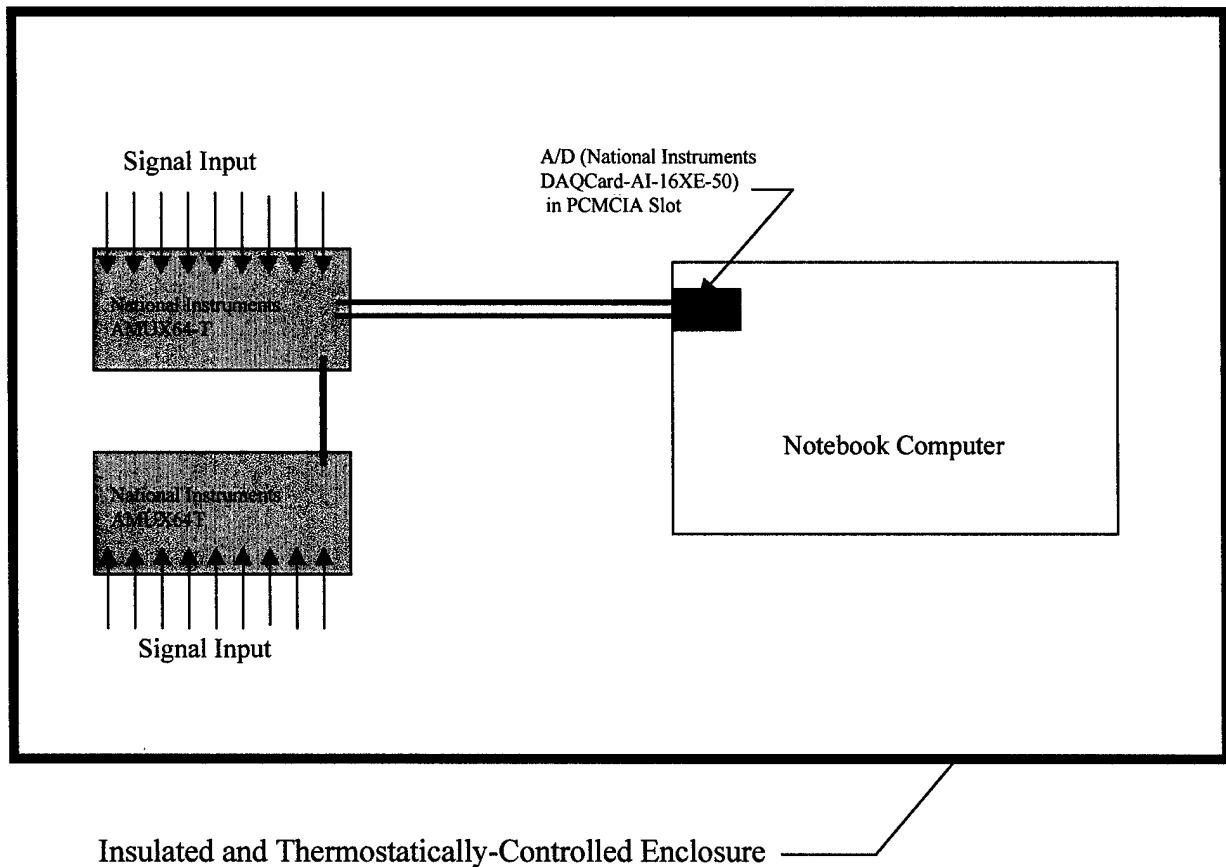 Signal Input
A/D (National Instruments
DAQCard-AI-16XE-50)
in PCMCIA Slot
National Instruments
AMUX64-T
Notebook Computer
National Instruments
AMUX64T
Signal Input
Insulated and Thermostatically-Controlled Enclosure